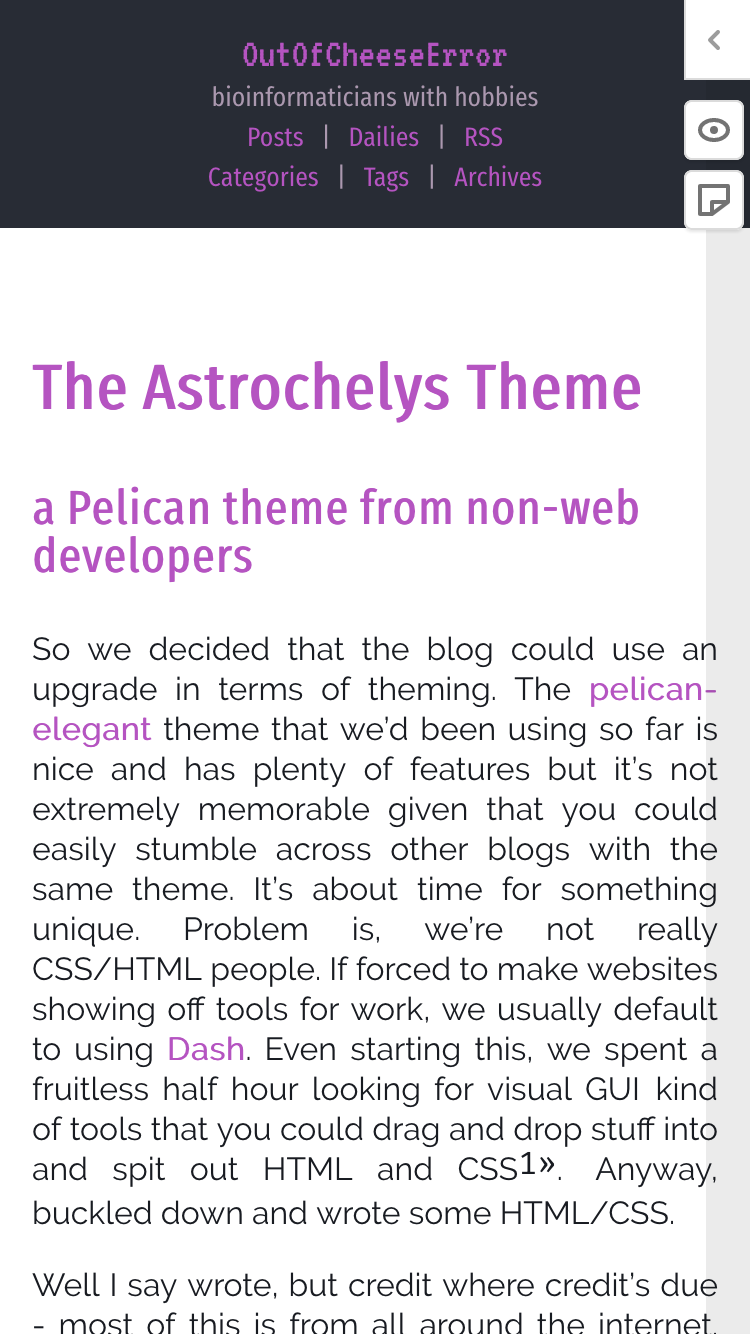 OutOfCheeseError
bioinformaticians with hobbies
Posts | Dailies | RSS
Categories | Tags | Archives
The Astrochelys Theme
a Pelican theme from non-web
developers
So we decided that the blog could use an
upgrade in terms of theming. The pelican-
elegant theme that we’d been using so far is
nice and has plenty of features but it’s not
extremely memorable given that you could
easily stumble across other blogs with the
same theme. It’s about time for something
unique. Problem is, we’re not really
CSS/HTML people. If forced to make websites
showing off tools for work, we usually default
to using Dash. Even starting this, we spent a
fruitless half hour looking for visual GUI kind
of tools that you could drag and drop stuff into
and spit out HTML and CSS1». Anyway,
buckled down and wrote some HTML/CSS.
Well I say wrote, but credit where credit’s due
- most of this is from all around the internet.